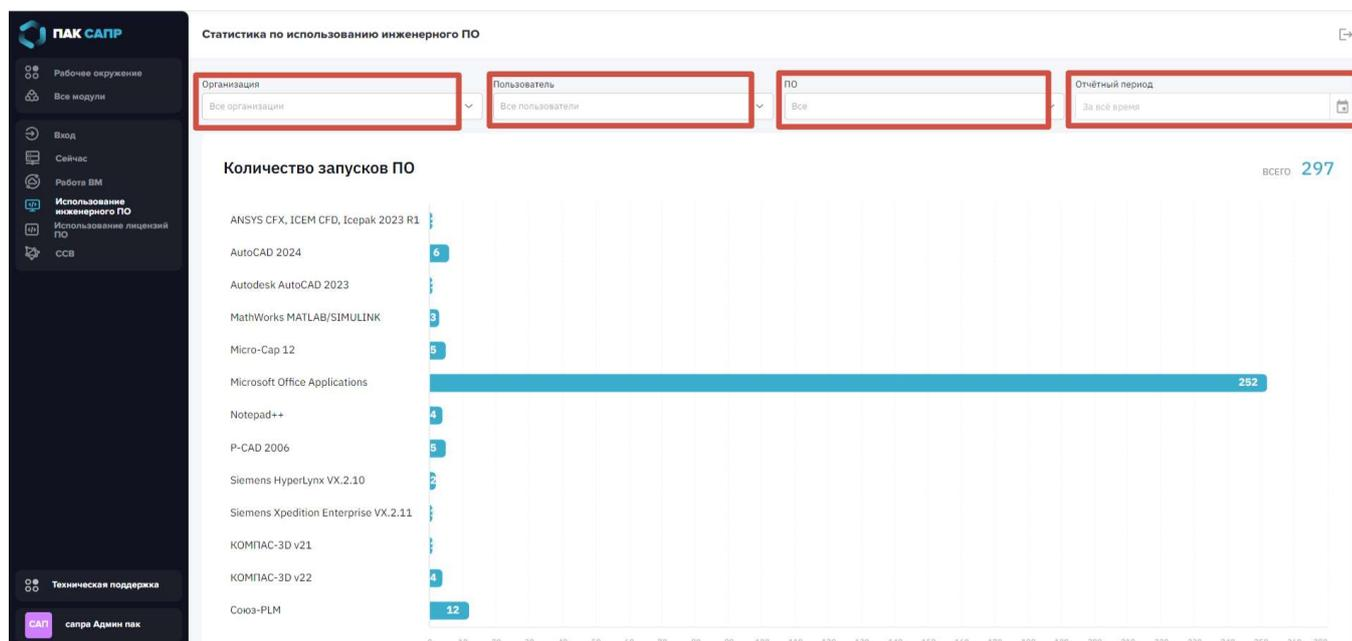 ПАК САПР
Рабочее окружение
Все модули
Вход
Сейчас
Работа ВМ
Использование
инженерного ПО
Использование лицензий
ПО
ССВ
Техническая поддержка
САП
сапра Админ пак
Статистика по использованию инженерного ПО
Организация
Все организации
Пользователь
Все пользователи
ПО
Все
Отчётный период
За всё время
Количество запусков ПО
ВСЕГО 297
ANSYS CFX, ICEM CFD, Icepak 2023 R1
AutoCAD 2024 6
Autodesk AutoCAD 2023
MathWorks MATLAB/SIMULINK 3
Micro-Cap 12 5
Microsoft Office Applications 252
Notepad++ 4
P-CAD 2006 5
Siemens HyperLynx VX.2.10 2
Siemens Xpedition Enterprise VX.2.11
КОМПАС-3D v21
КОМПАС-3D v22 4
Союз-PLM 12